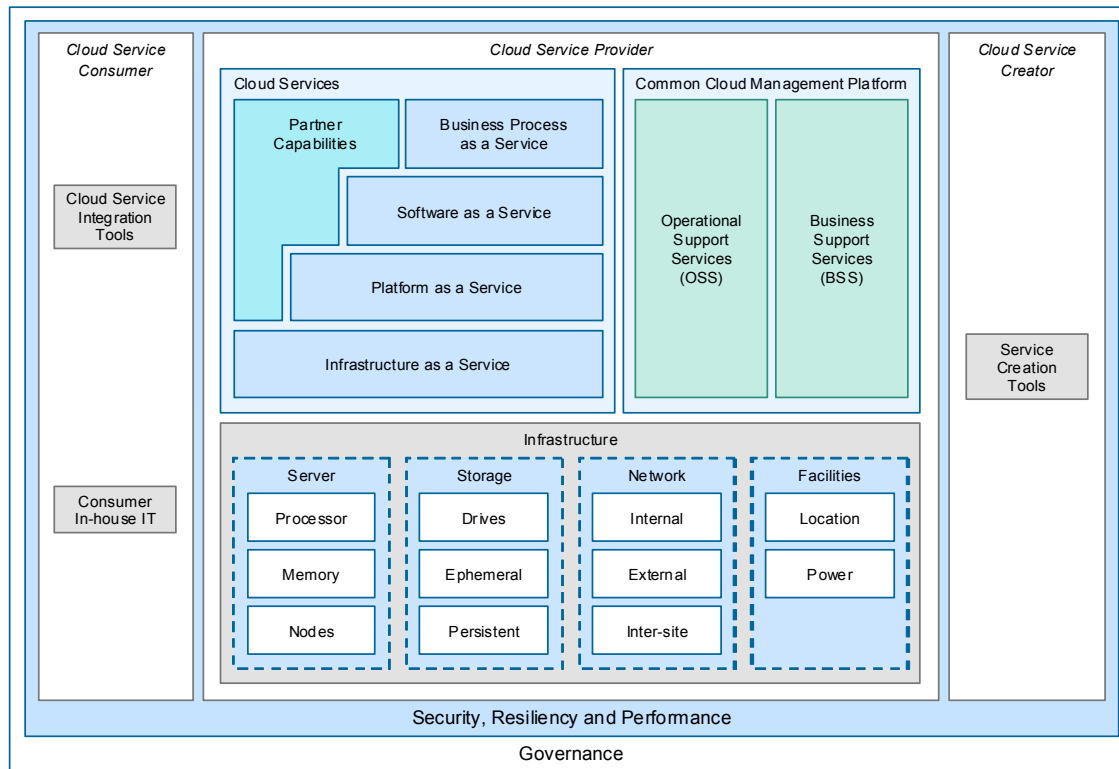 Cloud Service
Consumer
Cloud Service
Integration
Tools
Consumer
In-house IT
Cloud Service Provider
Cloud Services
Partner
Capabilities
Business Process
as a Service
Software as a Service
Platform as a Service
Infrastructure as a Service
Common Cloud Management Platform
Operational
Support
Services
(OSS)
Business
Support
Services
(BSS)
Infrastructure
Server
Processor
Memory
Nodes
Storage
Drives
Ephemeral
Persistent
Network
Internal
External
Inter-site
Facilities
Location
Power
Cloud Service
Creator
Service
Creation
Tools
Security, Resiliency and Performance
Governance